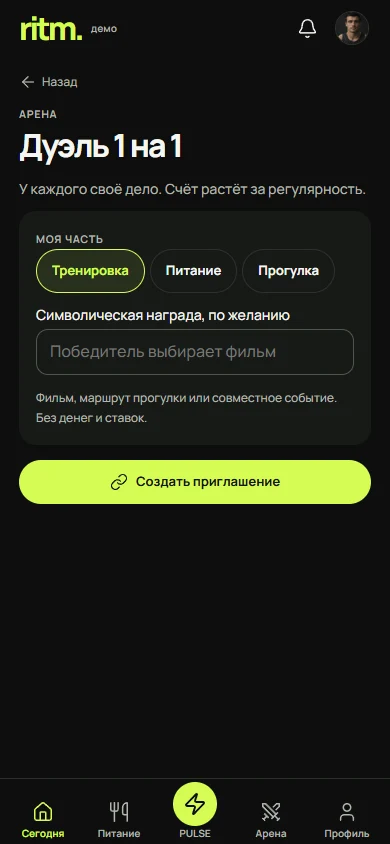 ritm. демо
Назад
АРЕНА
Дуэль 1 на 1
У каждого своё дело. Счёт растёт за регулярность.
МОЯ ЧАСТЬ
Тренировка Питание Прогулка
Символическая награда, по желанию
Победитель выбирает фильм
Фильм, маршрут прогулки или совместное событие.
Без денег и ставок.
Создать приглашение
Сегодня Питание PULSE Арена Профиль